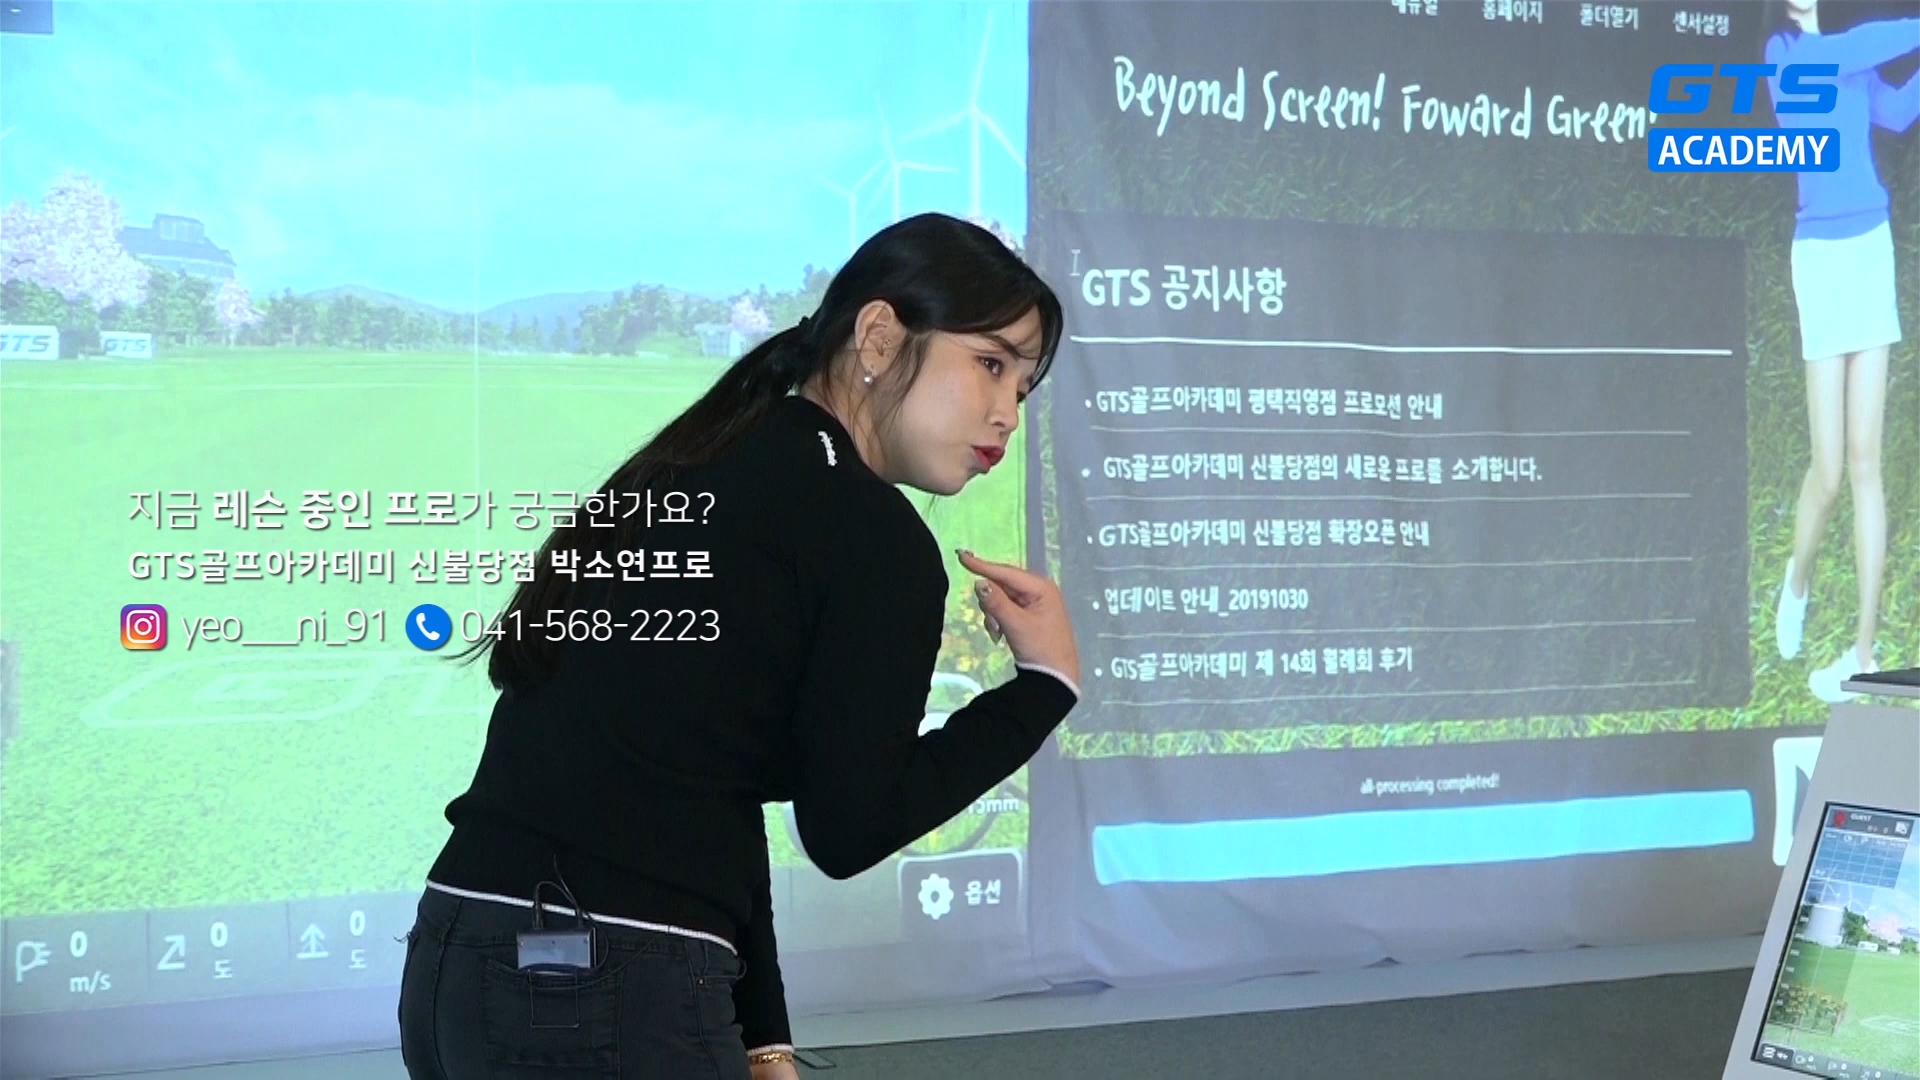 매뉴얼 홈페이지 폴더열기 센서설정
Beyond Screen! Foward Green!
GTS
ACADEMY
GTS 공지사항
GTS
GTS
• GTS골프아카데미 평택직영점 프로모션 안내
• GTS골프아카데미 신불당점의 새로운 프로를 소개합니다.
• GTS골프아카데미 신불당점 확장오픈 안내
• 업데이트 안내_20191030
• GTS골프아카데미 제 14회 월례회 후기
지금 레슨 중인 프로가 궁금한가요?
GTS골프아카데미 신불당점 박소연프로
yeo___ni_91 041-568-2223
all-processing completed!
옵션
0 m/s
0 도
0 도
GUEST